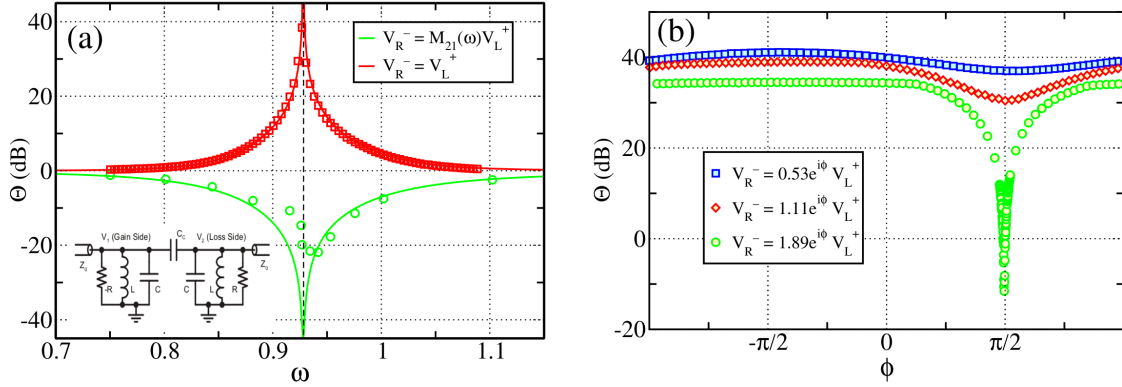 (a)
V_R^- = M_21(ω)V_L^+
V_R^- = V_L^+
Θ (dB)
40
20
0
-20
-40
V_1 (Gain Side)
C_C
V_2 (Loss Side)
Z_0
-R
L
C
C
L
R
Z_0
0.7
0.8
0.9
1
1.1
ω
(b)
Θ (dB)
40
20
0
-20
V_R^- = 0.53e^iϕ V_L^+
V_R^- = 1.11e^iϕ V_L^+
V_R^- = 1.89e^iϕ V_L^+
-π/2
0
π/2
ϕ